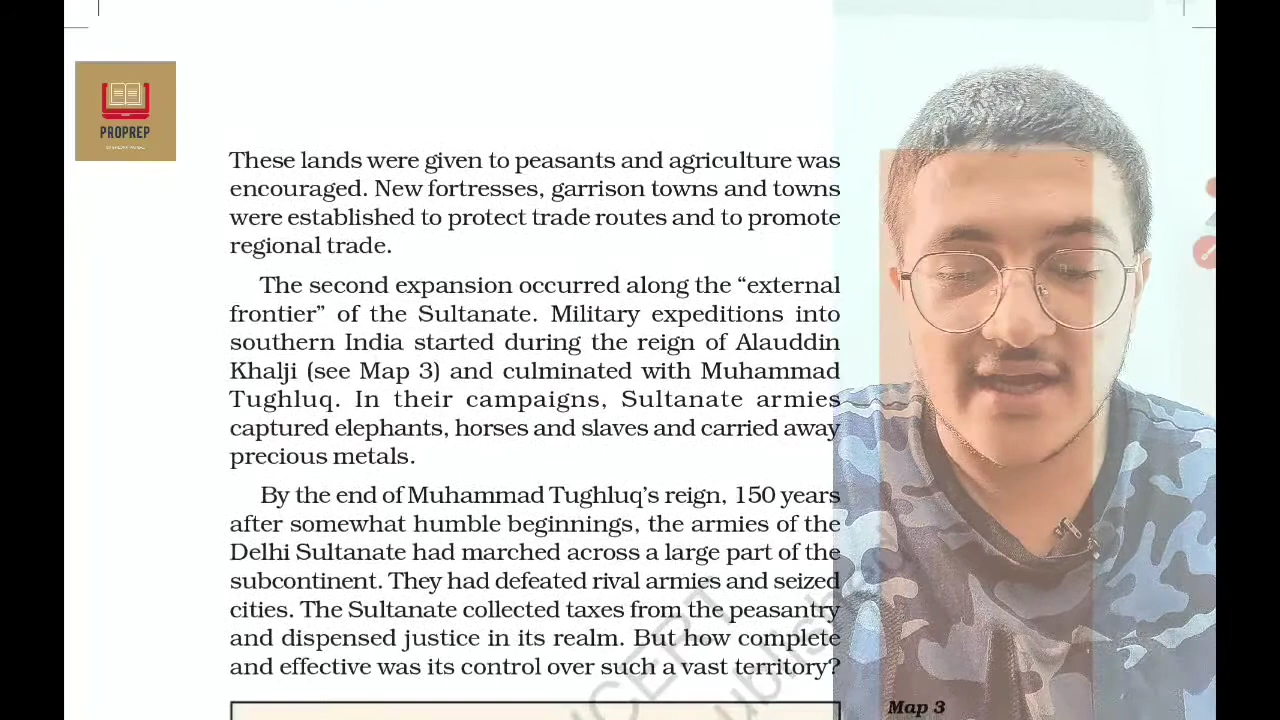 PROPREP
These lands were given to peasants and agriculture was
encouraged. New fortresses, garrison towns and towns
were established to protect trade routes and to promote
regional trade.
The second expansion occurred along the “external
frontier” of the Sultanate. Military expeditions into
southern India started during the reign of Alauddin
Khalji (see Map 3) and culminated with Muhammad
Tughluq. In their campaigns, Sultanate armies
captured elephants, horses and slaves and carried away
precious metals.
By the end of Muhammad Tughluq’s reign, 150 years
after somewhat humble beginnings, the armies of the
Delhi Sultanate had marched across a large part of the
subcontinent. They had defeated rival armies and seized
cities. The Sultanate collected taxes from the peasantry
and dispensed justice in its realm. But how complete
and effective was its control over such a vast territory?
Map 3